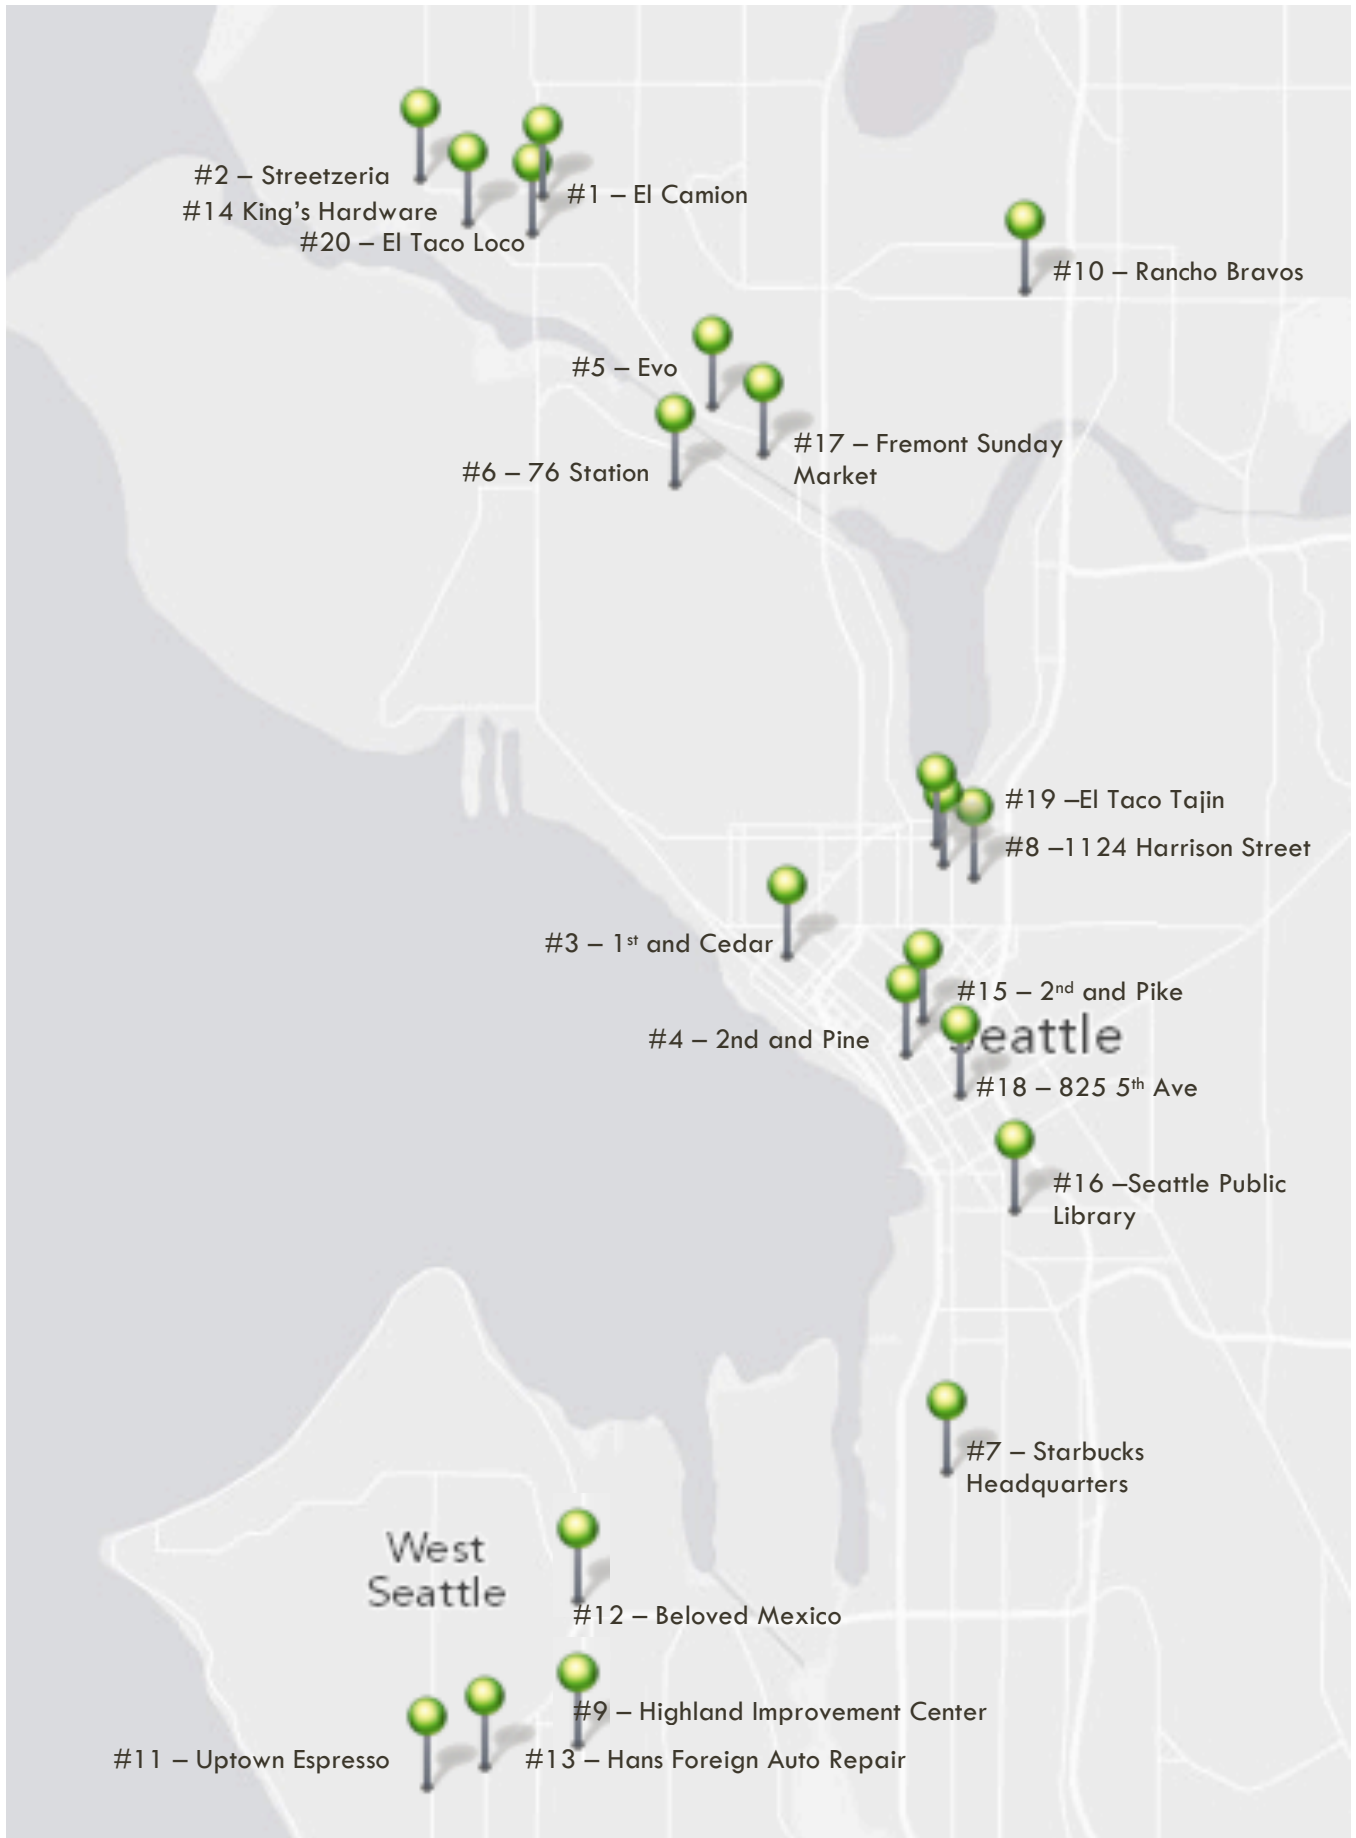 #2 – Streetzeria
#1 – El Camion
#14 King's Hardware
#20 – El Taco Loco
#10 – Rancho Bravos
#5 – Evo
#17 – Fremont Sunday
Market
#6 – 76 Station
#19 –El Taco Tajin
#8 –1124 Harrison Street
#3 – 1st and Cedar
#15 – 2nd and Pike
Seattle
#4 – 2nd and Pine
#18 – 825 5th Ave
#16 –Seattle Public
Library
#7 – Starbucks
Headquarters
West
Seattle
#12 – Beloved Mexico
#9 – Highland Improvement Center
#11 – Uptown Espresso
#13 – Hans Foreign Auto Repair